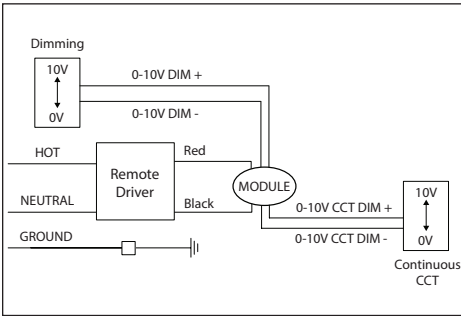 Dimming
10V
0V
0-10V DIM +
0-10V DIM -
HOT
NEUTRAL
GROUND
Remote
Driver
Red
Black
MODULE
0-10V CCT DIM +
0-10V CCT DIM -
10V
0V
Continuous
CCT